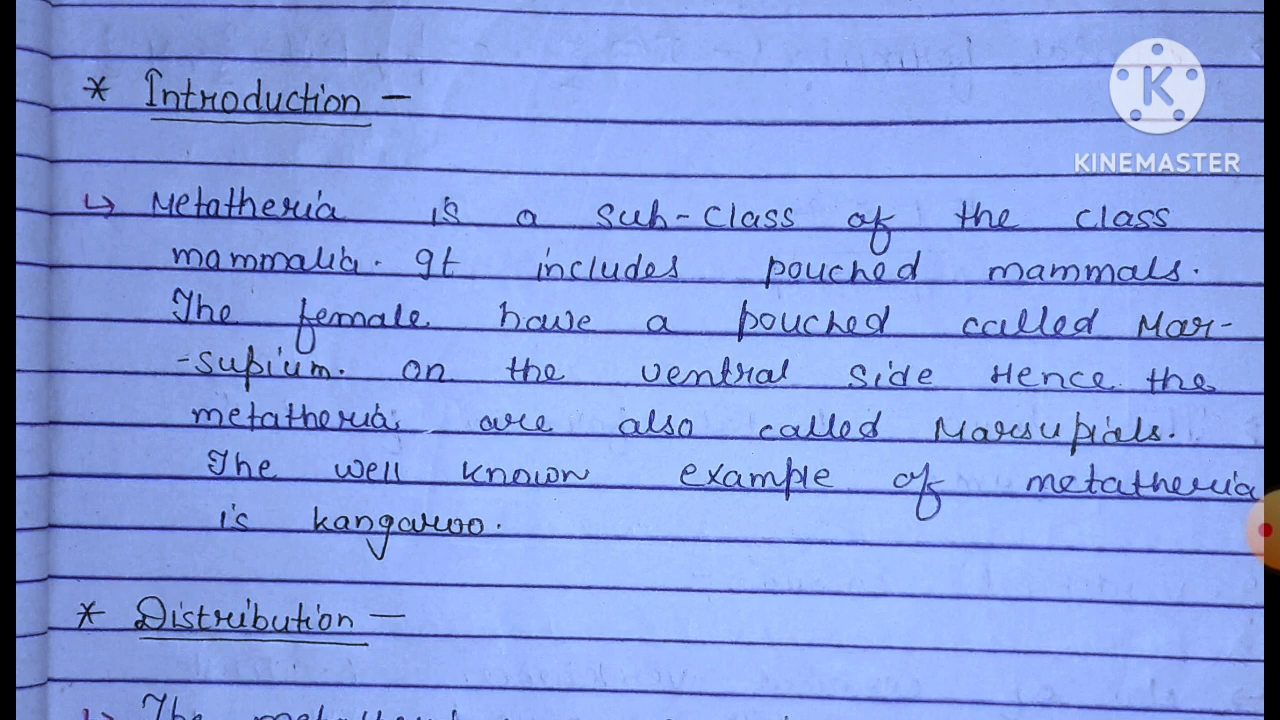 * Introduction -
K
KINEMASTER
↳ Metatheria is a sub-class of the class
mammalia. It includes pouched mammals.
The female have a pouched called Mar-
-supium. on the ventral side Hence the
metatheria are also called Marsupials.
The well known example of metatheria
is kangaroo.
* Distribution -
↳ The